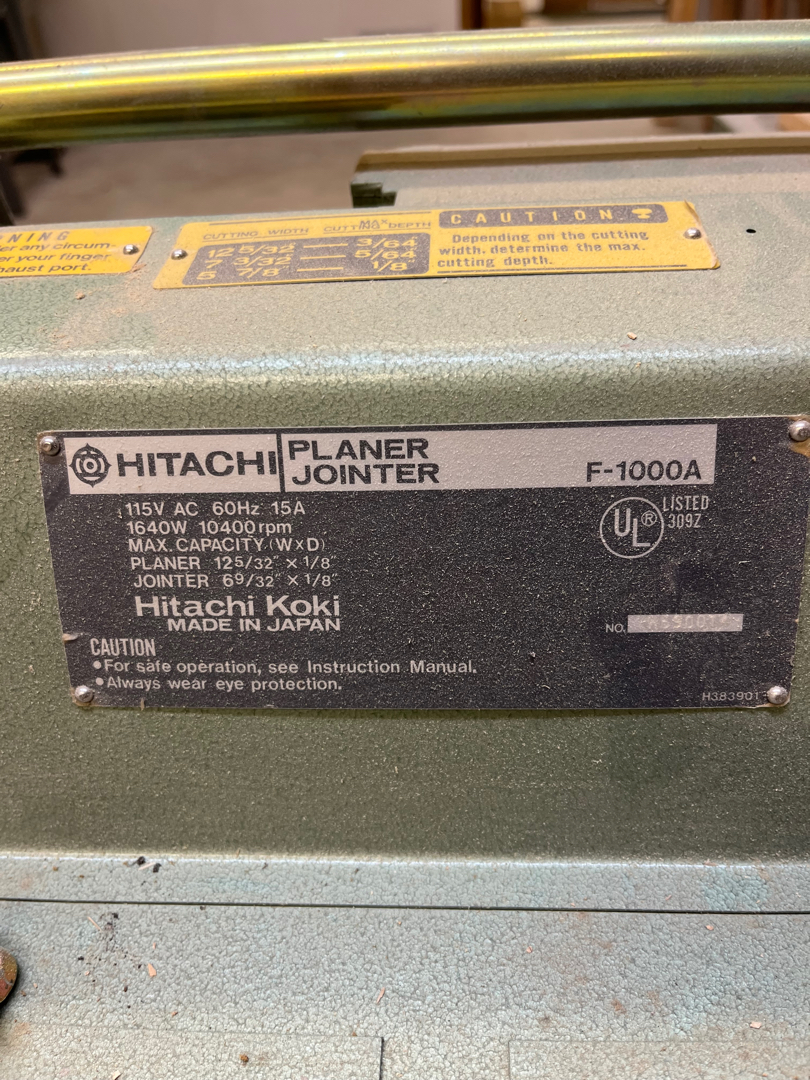 NING
er any circum-
er your finger
haust port.
CUTTING WIDTH MAX. CUTTING DEPTH
12 5/32 — 3/64
7 3/32 — 5/64
5 7/8" — 1/8"
CAUTION
Depending on the cutting
width, determine the max.
cutting depth.
HITACHI
PLANER
JOINTER
F-1000A
115V AC 60Hz 15A
1640W 10400rpm
MAX. CAPACITY (W×D)
PLANER 125/32" × 1/8"
JOINTER 69/32" × 1/8"
Hitachi Koki
MADE IN JAPAN
UL® LISTED
309Z
NO.
CAUTION
•For safe operation, see Instruction Manual.
•Always wear eye protection.
H383901